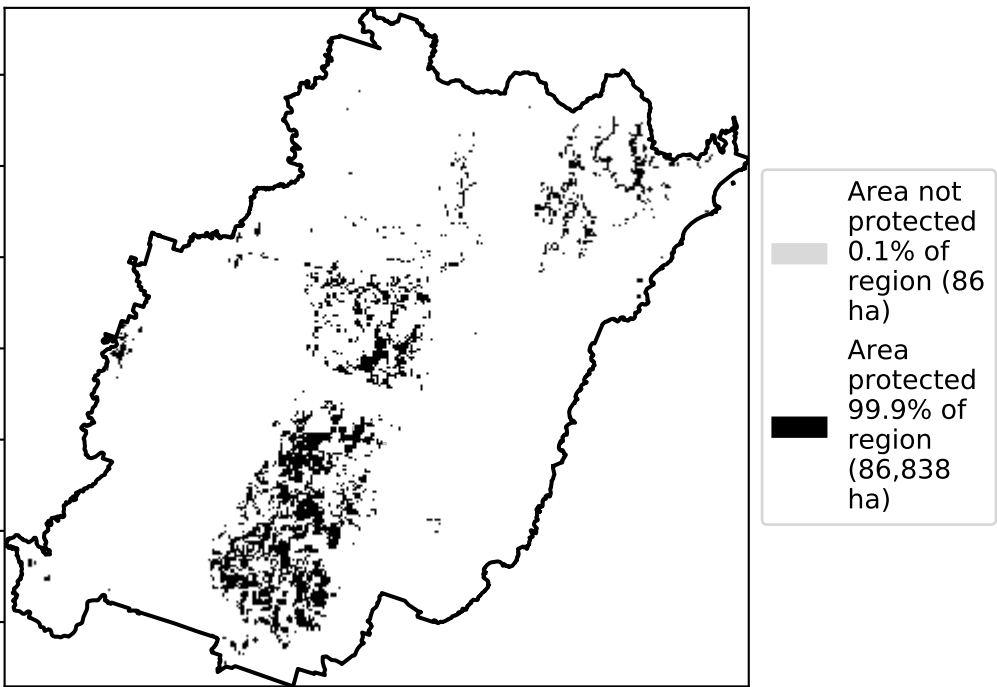 Area not
protected
0.1% of
region (86
ha)
Area
protected
99.9% of
region
(86,838
ha)